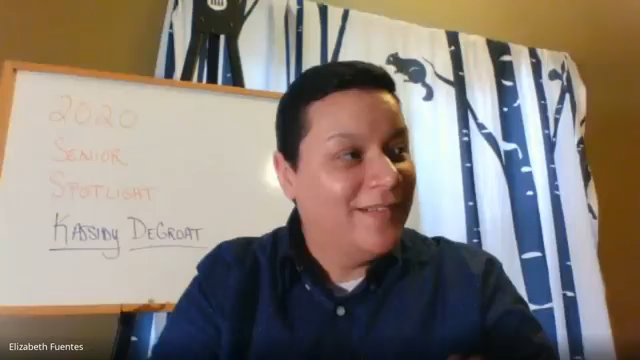 2020
SENIOR
SPOTLIGHT
KASSIDY DEGROAT
Elizabeth Fuentes